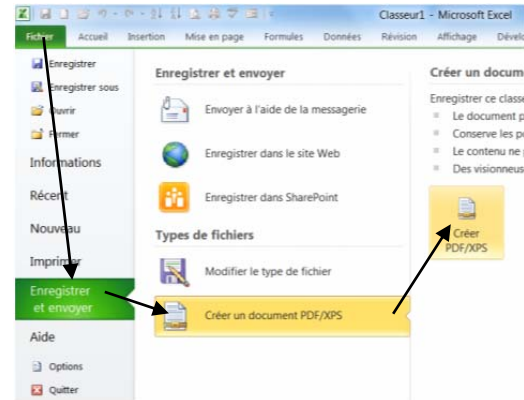 Classeur1 - Microsoft Excel
Fichier Accueil Insertion Mise en page Formules Données Révision Affichage Dévelo
Enregistrer
Enregistrer sous
Ouvrir
Fermer
Informations
Récent
Nouveau
Imprimer
Enregistrer
et envoyer
Aide
Options
Quitter
Enregistrer et envoyer
Envoyer à l'aide de la messagerie
Enregistrer dans le site Web
Enregistrer dans SharePoint
Types de fichiers
Modifier le type de fichier
Créer un document PDF/XPS
Créer un docum
Enregistrer ce classe
Le document p
Conserve les po
Le contenu ne p
Des visionneus
Créer
PDF/XPS